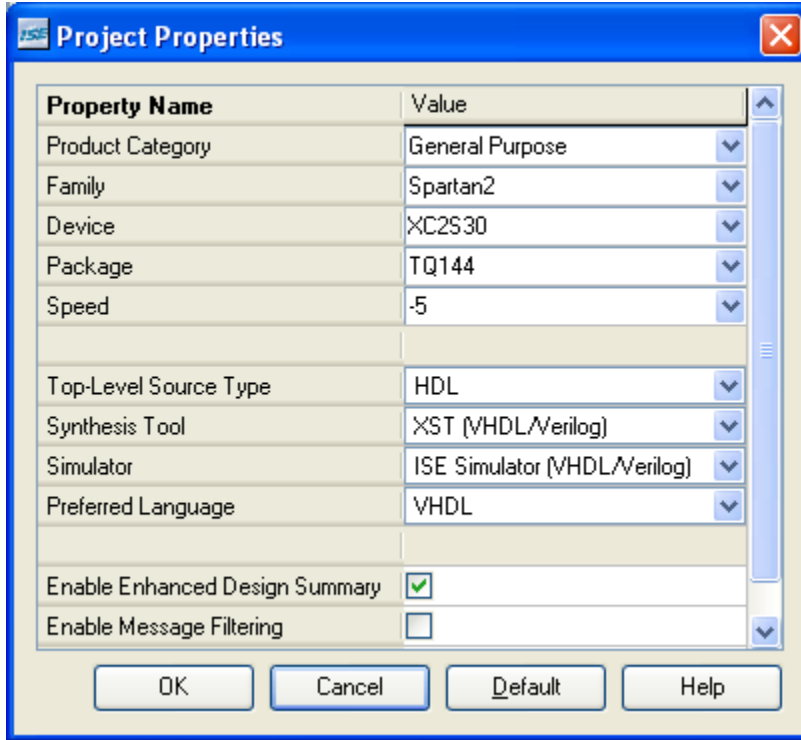 ISE Project Properties
Property Name Value
Product Category General Purpose
Family Spartan2
Device XC2S30
Package TQ144
Speed -5
Top-Level Source Type HDL
Synthesis Tool XST (VHDL/Verilog)
Simulator ISE Simulator (VHDL/Verilog)
Preferred Language VHDL
Enable Enhanced Design Summary
Enable Message Filtering
OK Cancel Default Help